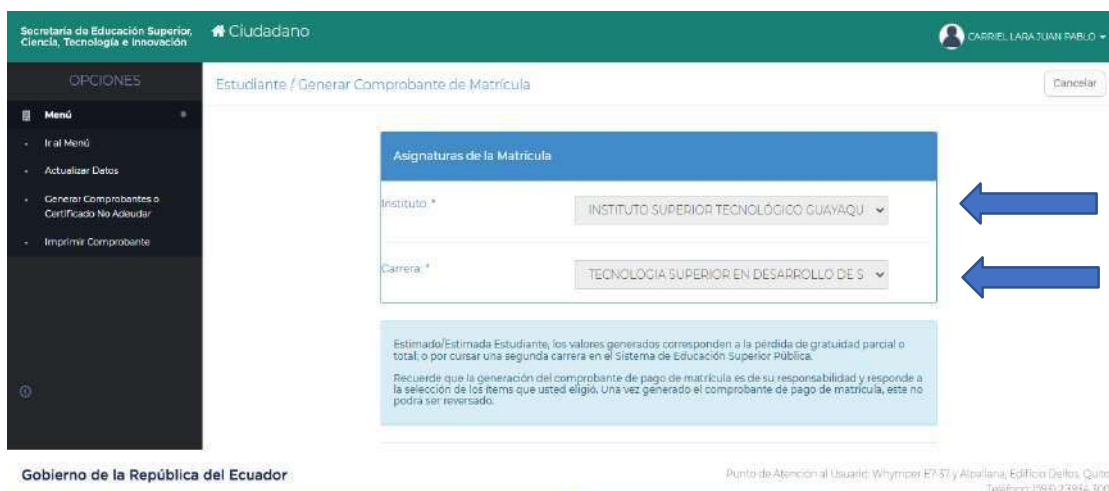 Secretaría de Educación Superior,
Ciencia, Tecnología e Innovación
Ciudadano
CARRIEL LARA JUAN PABLO
OPCIONES
Estudiante / Generar Comprobante de Matrícula
Cancelar
Menú
Ir al Menú
Actualizar Datos
Generar Comprobantes o
Certificado No Adeudar
Imprimir Comprobante
Asignaturas de la Matrícula
Instituto: *
INSTITUTO SUPERIOR TECNOLÓGICO GUAYAQU
Carrera: *
TECNOLOGIA SUPERIOR EN DESARROLLO DE S
Estimado/Estimada Estudiante, los valores generados corresponden a la pérdida de gratuidad parcial o
total; o por cursar una segunda carrera en el Sistema de Educación Superior Pública.
Recuerde que la generación del comprobante de pago de matrícula es de su responsabilidad y responde a
la selección de los ítems que usted eligió. Una vez generado el comprobante de pago de matrícula, este no
podrá ser reversado.
Gobierno de la República del Ecuador
Punto de Atención al Usuario: Whymper E7-37 y Alpallana, Edificio Delfos, Quito
Teléfono: